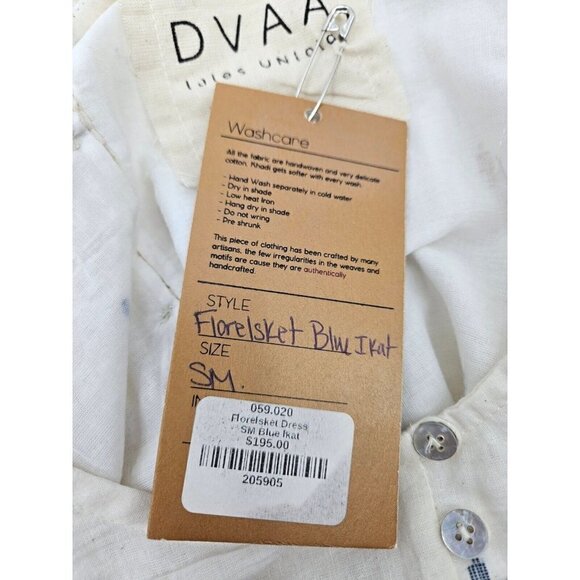 DVAA
Washcare
All the fabric are handwoven and very delicate
cotton. Khadi gets softer with every wash.
- Hand Wash separately in cold water
- Dry in shade
- Low heat Iron
- Hang dry in shade
- Do not wring
- Pre shrunk
This piece of clothing has been crafted by many
artisans, the few irregularities in the weaves and
motifs are cause they are authentically
handcrafted.
STYLE
Florelsket Blue Ikat
SIZE
SM.
059.020
Florelsket Dress
SM Blue Ikat
$195.00
205905